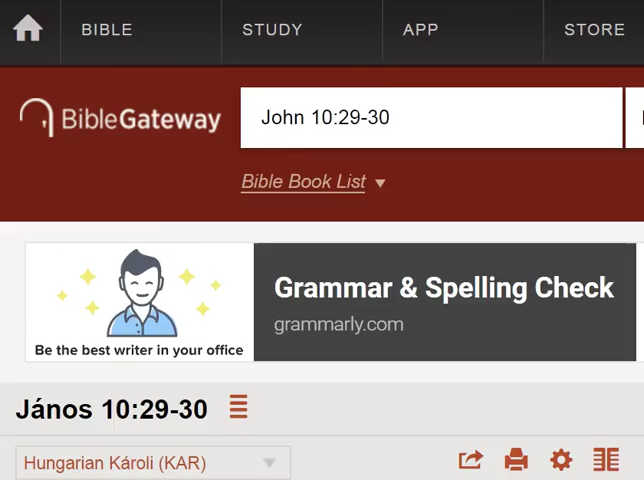 BIBLE STUDY APP STORE
BibleGateway
John 10:29-30
Bible Book List
Grammar & Spelling Check
grammarly.com
Be the best writer in your office
János 10:29-30
Hungarian Károli (KAR)